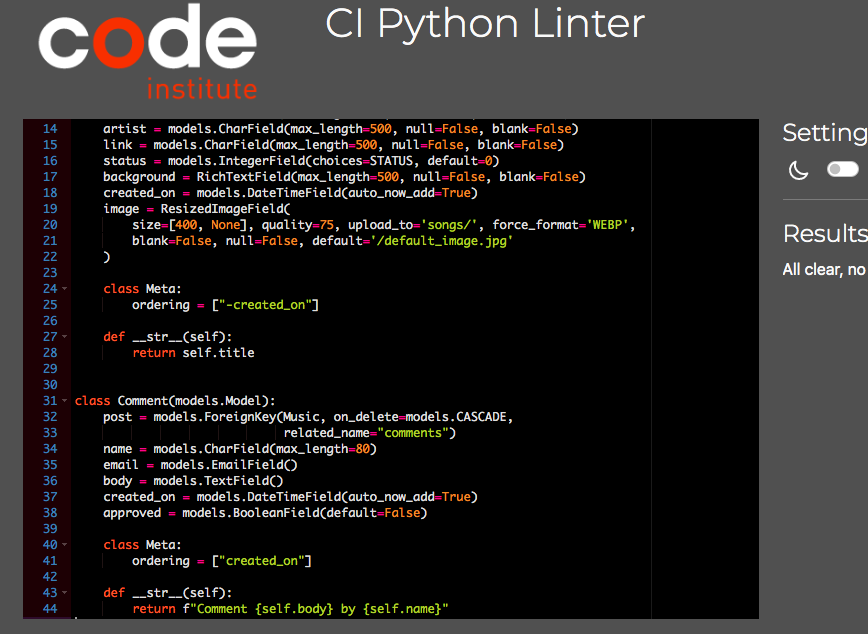 code
institute
CI Python Linter
14 artist = models.CharField(max_length=500, null=False, blank=False)
15 link = models.CharField(max_length=500, null=False, blank=False)
16 status = models.IntegerField(choices=STATUS, default=0)
17 background = RichTextField(max_length=500, null=False, blank=False)
18 created_on = models.DateTimeField(auto_now_add=True)
19 image = ResizedImageField(
20 size=[400, None], quality=75, upload_to='songs/', force_format='WEBP',
21 blank=False, null=False, default='/default_image.jpg'
22 )
23
24 class Meta:
25 ordering = ["-created_on"]
26
27 def __str__(self):
28 return self.title
29
30
31 class Comment(models.Model):
32 post = models.ForeignKey(Music, on_delete=models.CASCADE,
33 related_name="comments")
34 name = models.CharField(max_length=80)
35 email = models.EmailField()
36 body = models.TextField()
37 created_on = models.DateTimeField(auto_now_add=True)
38 approved = models.BooleanField(default=False)
39
40 class Meta:
41 ordering = ["created_on"]
42
43 def __str__(self):
44 return f"Comment {self.body} by {self.name}"
Setting
Results
All clear, no